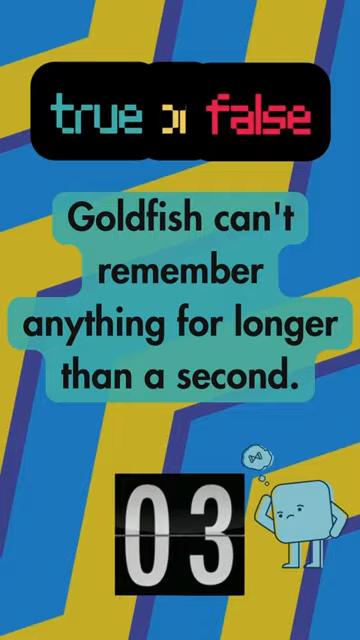 true or false
Goldfish can't
remember
anything for longer
than a second.
03